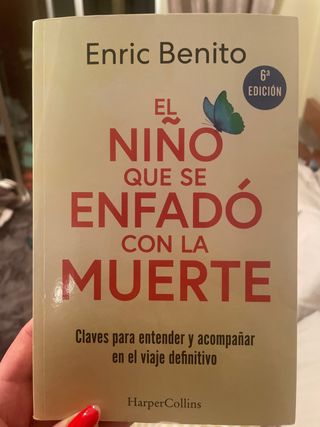 Enric Benito
6ª
EDICIÓN
EL
NIÑO
QUE SE
ENFADÓ
CON LA
MUERTE
Claves para entender y acompañar
en el viaje definitivo
HarperCollins